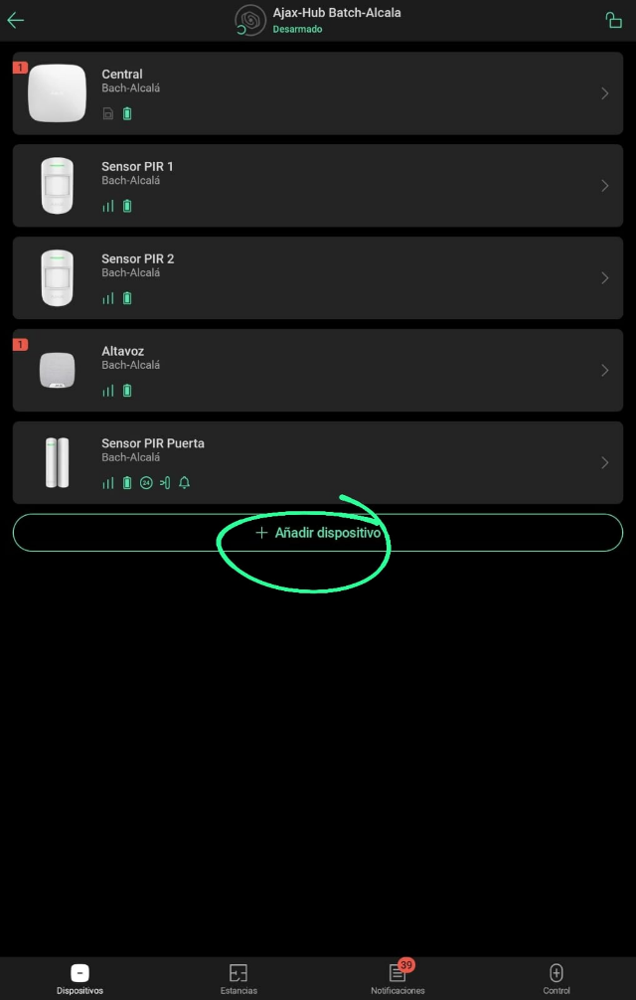 Ajax-Hub Batch-Alcala
Desarmado
1
Central
Bach-Alcalá
Sensor PIR 1
Bach-Alcalá
Sensor PIR 2
Bach-Alcalá
1
Altavoz
Bach-Alcalá
Sensor PIR Puerta
Bach-Alcalá
24
+ Añadir dispositivo
39
Dispositivos
Estancias
Notificaciones
Control